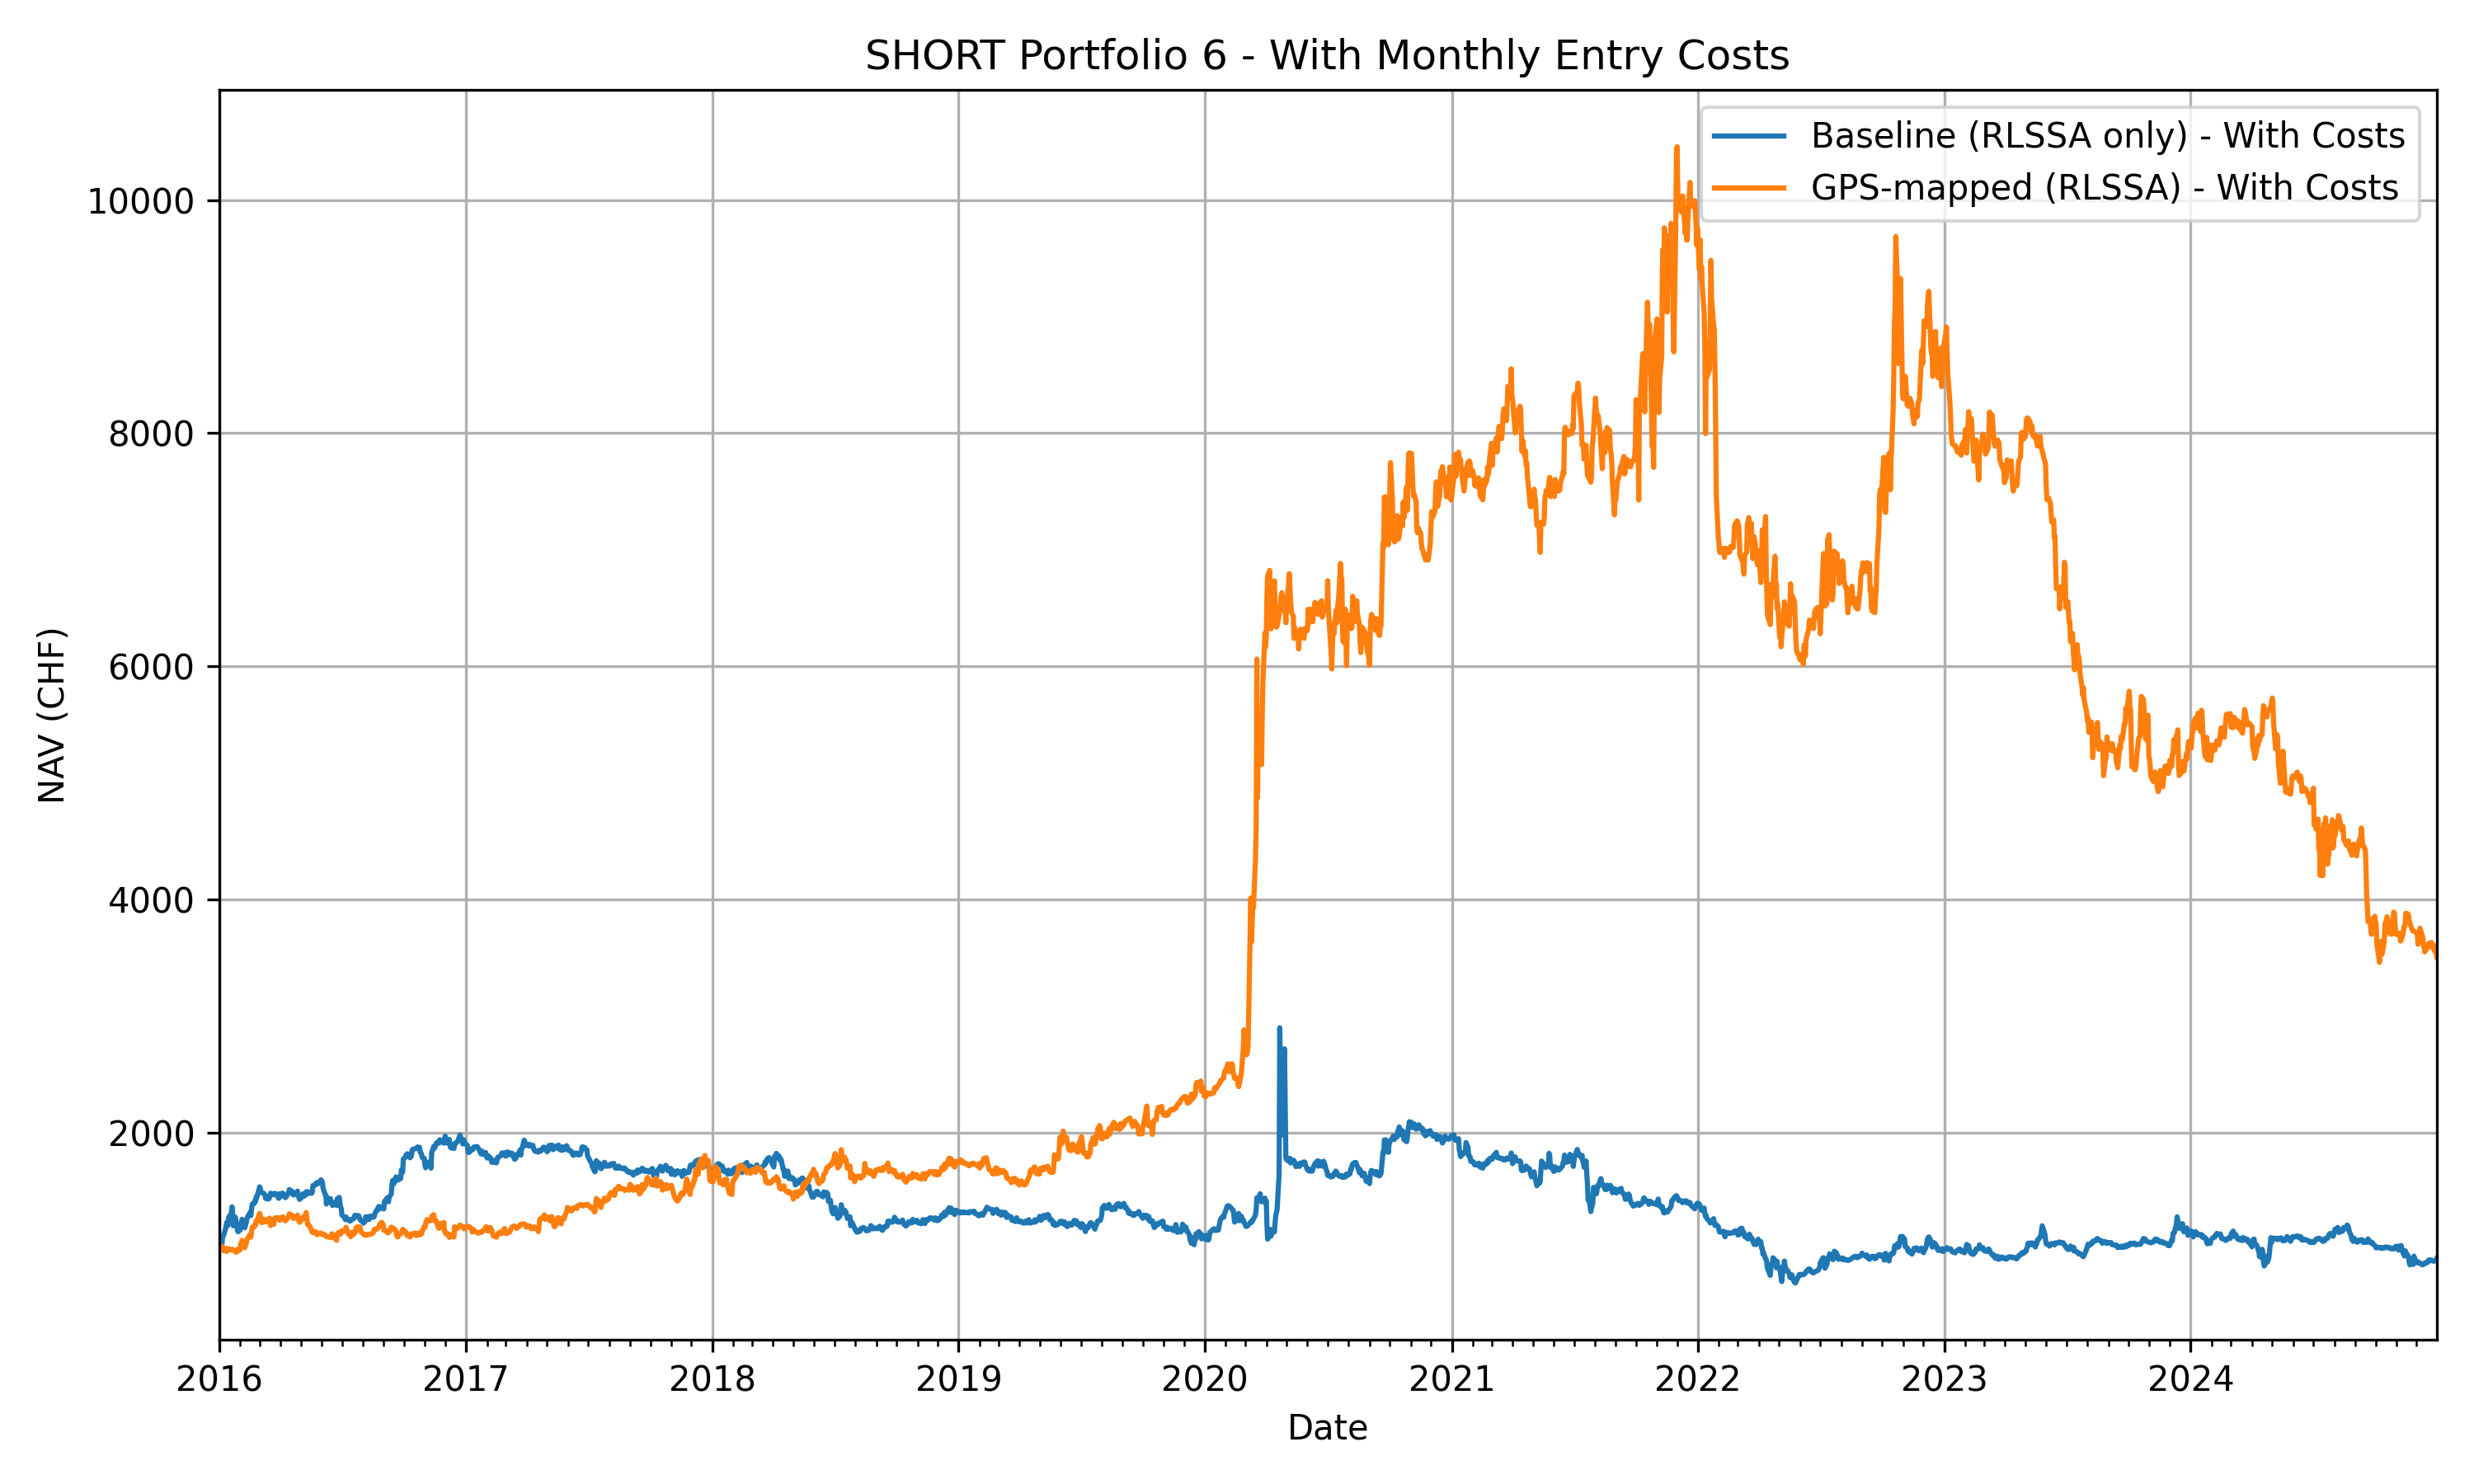 SHORT Portfolio 6 - With Monthly Entry Costs
Baseline (RLSSA only) - With Costs
GPS-mapped (RLSSA) - With Costs
NAV (CHF)
10000
8000
6000
4000
2000
2016 2017 2018 2019 2020 2021 2022 2023 2024
Date